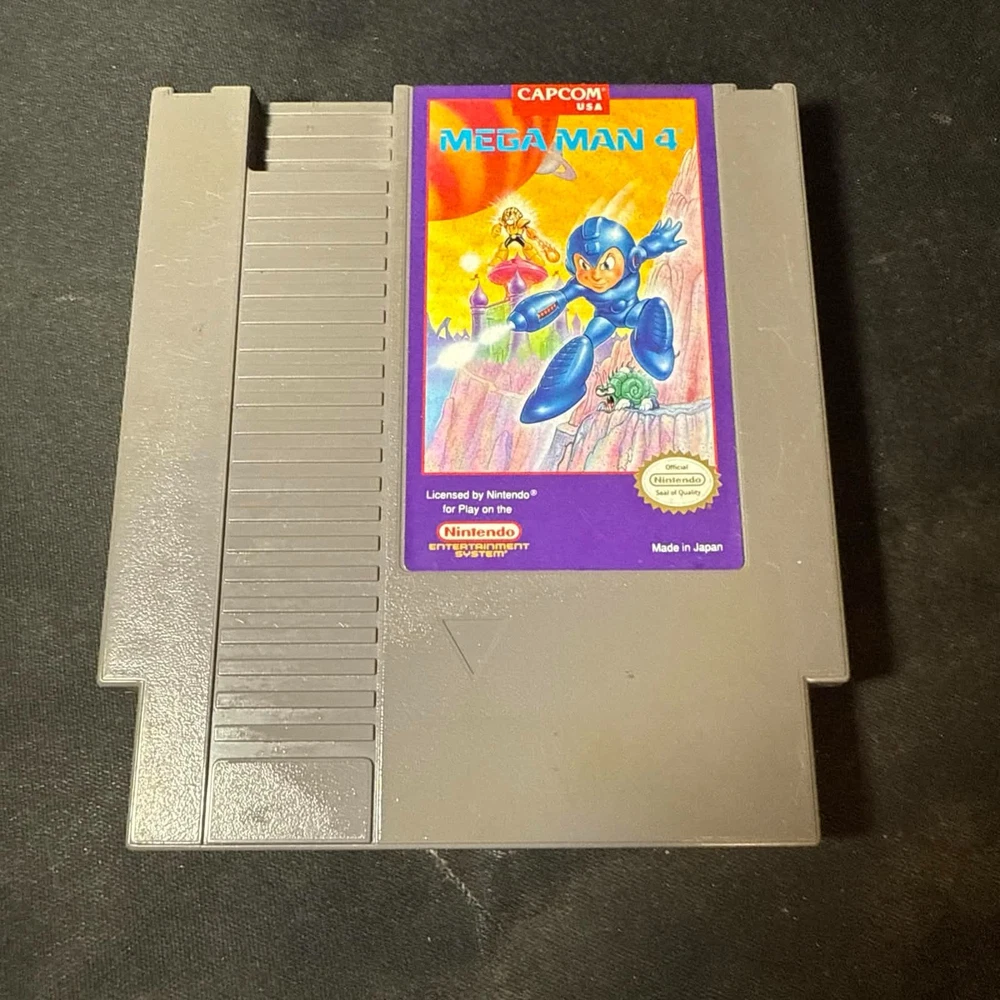 CAPCOM®
USA
MEGA MAN 4
Official
Nintendo
Seal of Quality
Licensed by Nintendo®
for Play on the
Nintendo
ENTERTAINMENT
SYSTEM®
Made in Japan